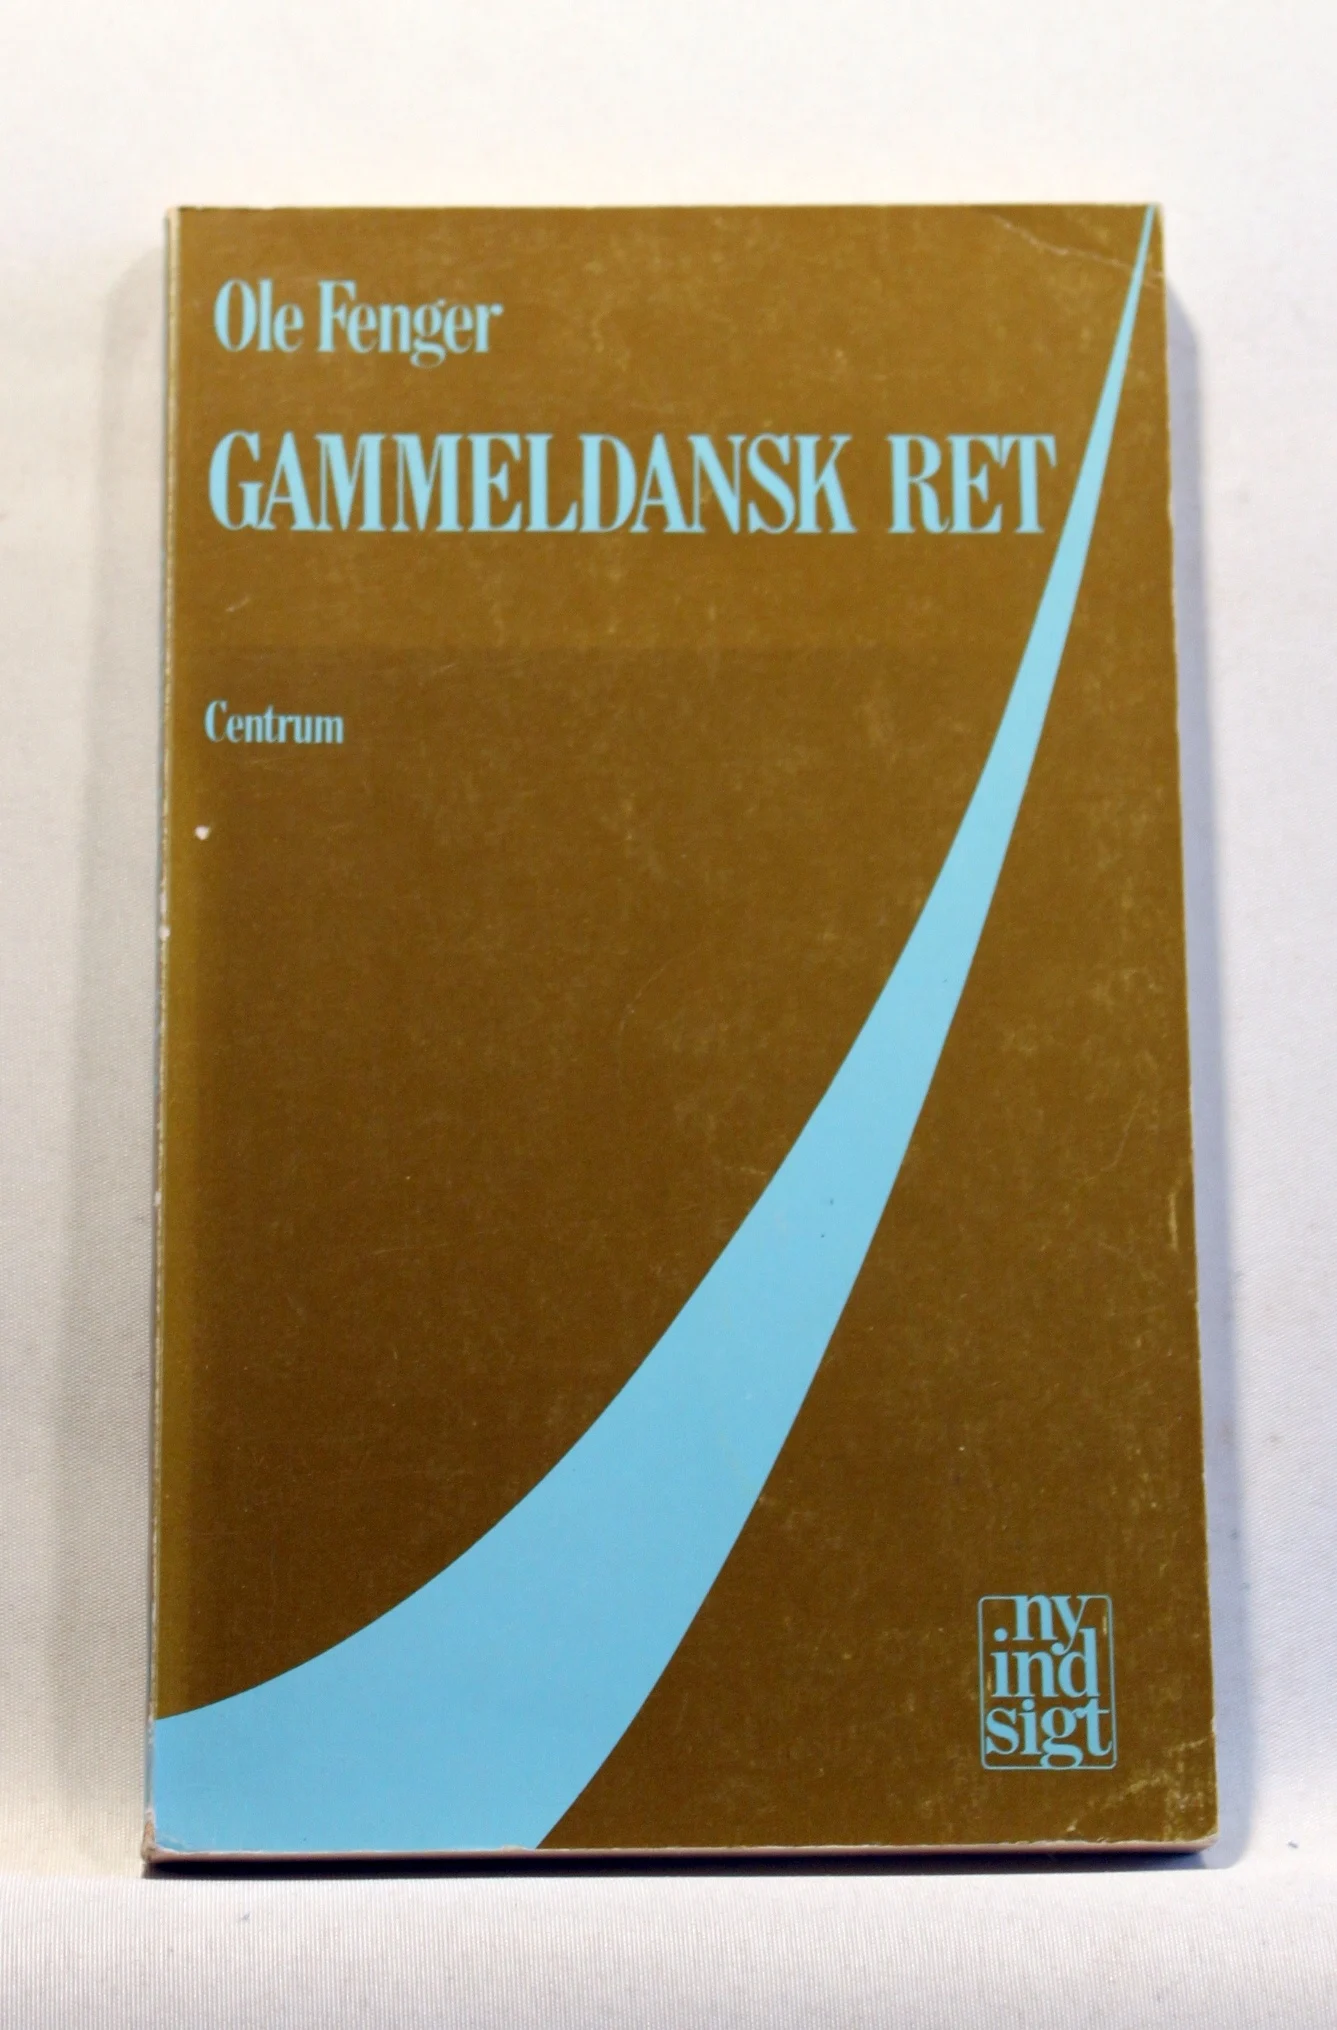 Ole Fenger
GAMMELDANSK RET
Centrum
ny
ind
sigt